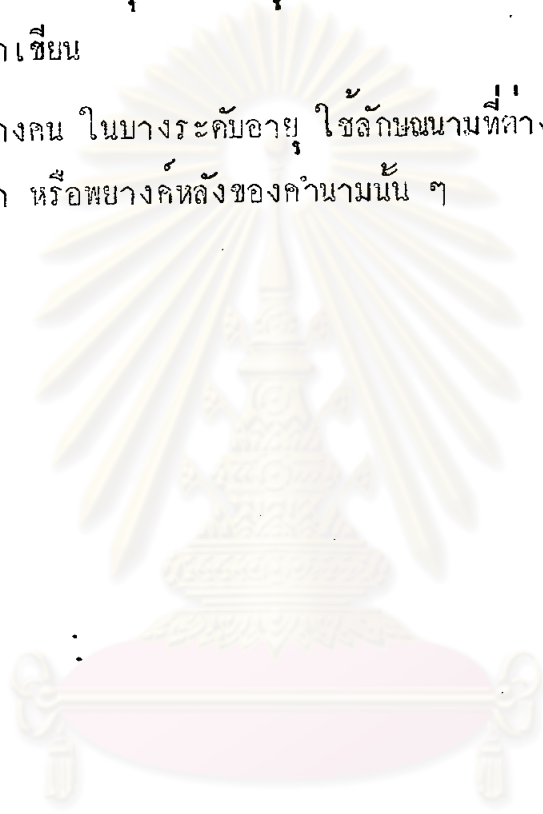 าเขียน
างคน ในบางระดับอายุ ใช้ลักษณนามที่ต่าง
า หรือพยางค์หลังของคำนามนั้น ๆ